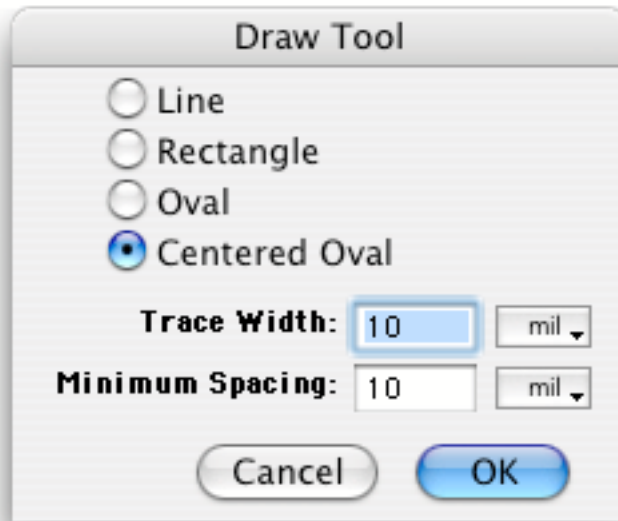 Draw Tool
Line
Rectangle
Oval
Centered Oval
Trace Width: 10 mil
Minimum Spacing: 10 mil
Cancel OK